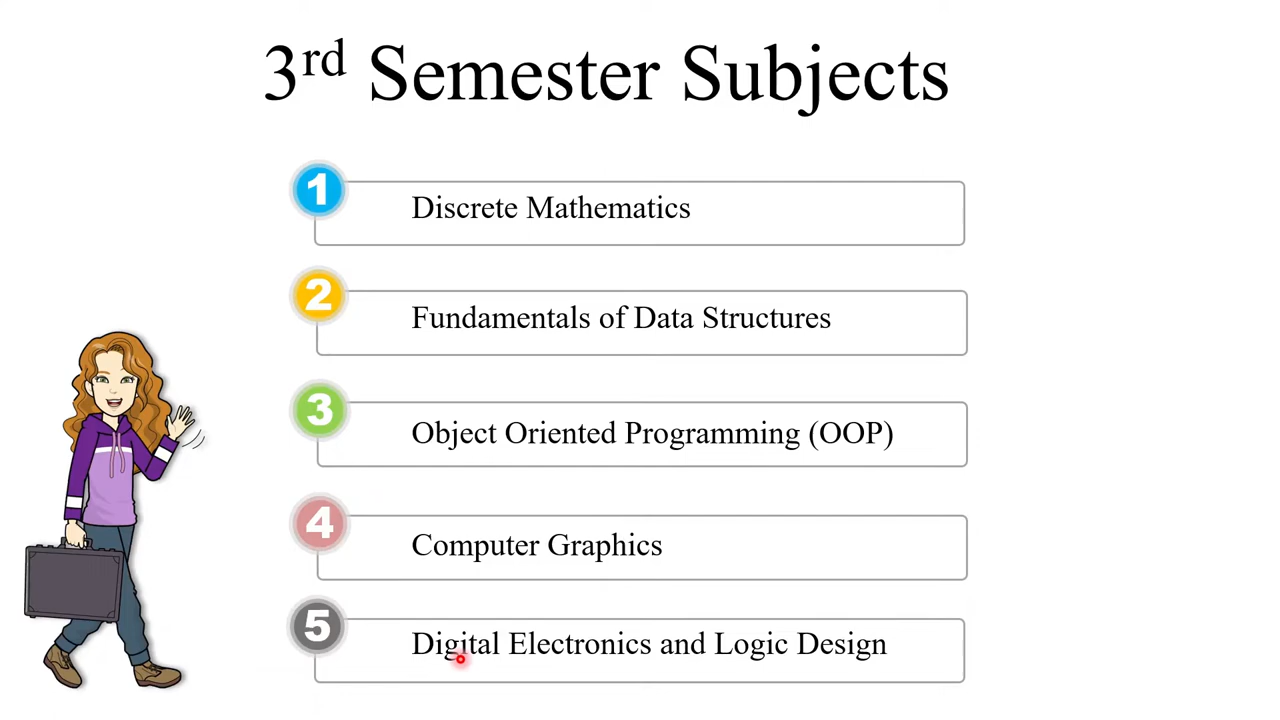 3rd Semester Subjects
1
Discrete Mathematics
2
Fundamentals of Data Structures
3
Object Oriented Programming (OOP)
4
Computer Graphics
5
Digital Electronics and Logic Design